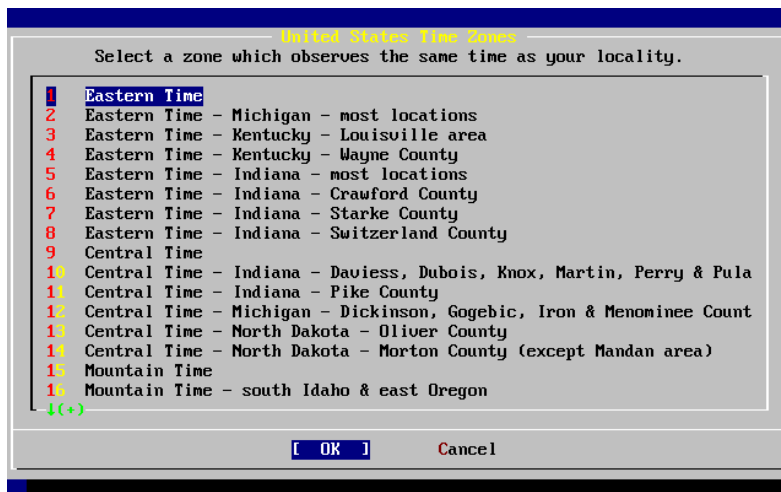 United States Time Zones
Select a zone which observes the same time as your locality.
1 Eastern Time
2 Eastern Time - Michigan - most locations
3 Eastern Time - Kentucky - Louisville area
4 Eastern Time - Kentucky - Wayne County
5 Eastern Time - Indiana - most locations
6 Eastern Time - Indiana - Crawford County
7 Eastern Time - Indiana - Starke County
8 Eastern Time - Indiana - Switzerland County
9 Central Time
10 Central Time - Indiana - Daviess, Dubois, Knox, Martin, Perry & Pula
11 Central Time - Indiana - Pike County
12 Central Time - Michigan - Dickinson, Gogebic, Iron & Menominee Count
13 Central Time - North Dakota - Oliver County
14 Central Time - North Dakota - Morton County (except Mandan area)
15 Mountain Time
16 Mountain Time - south Idaho & east Oregon
↓(+)
[ OK ] Cancel